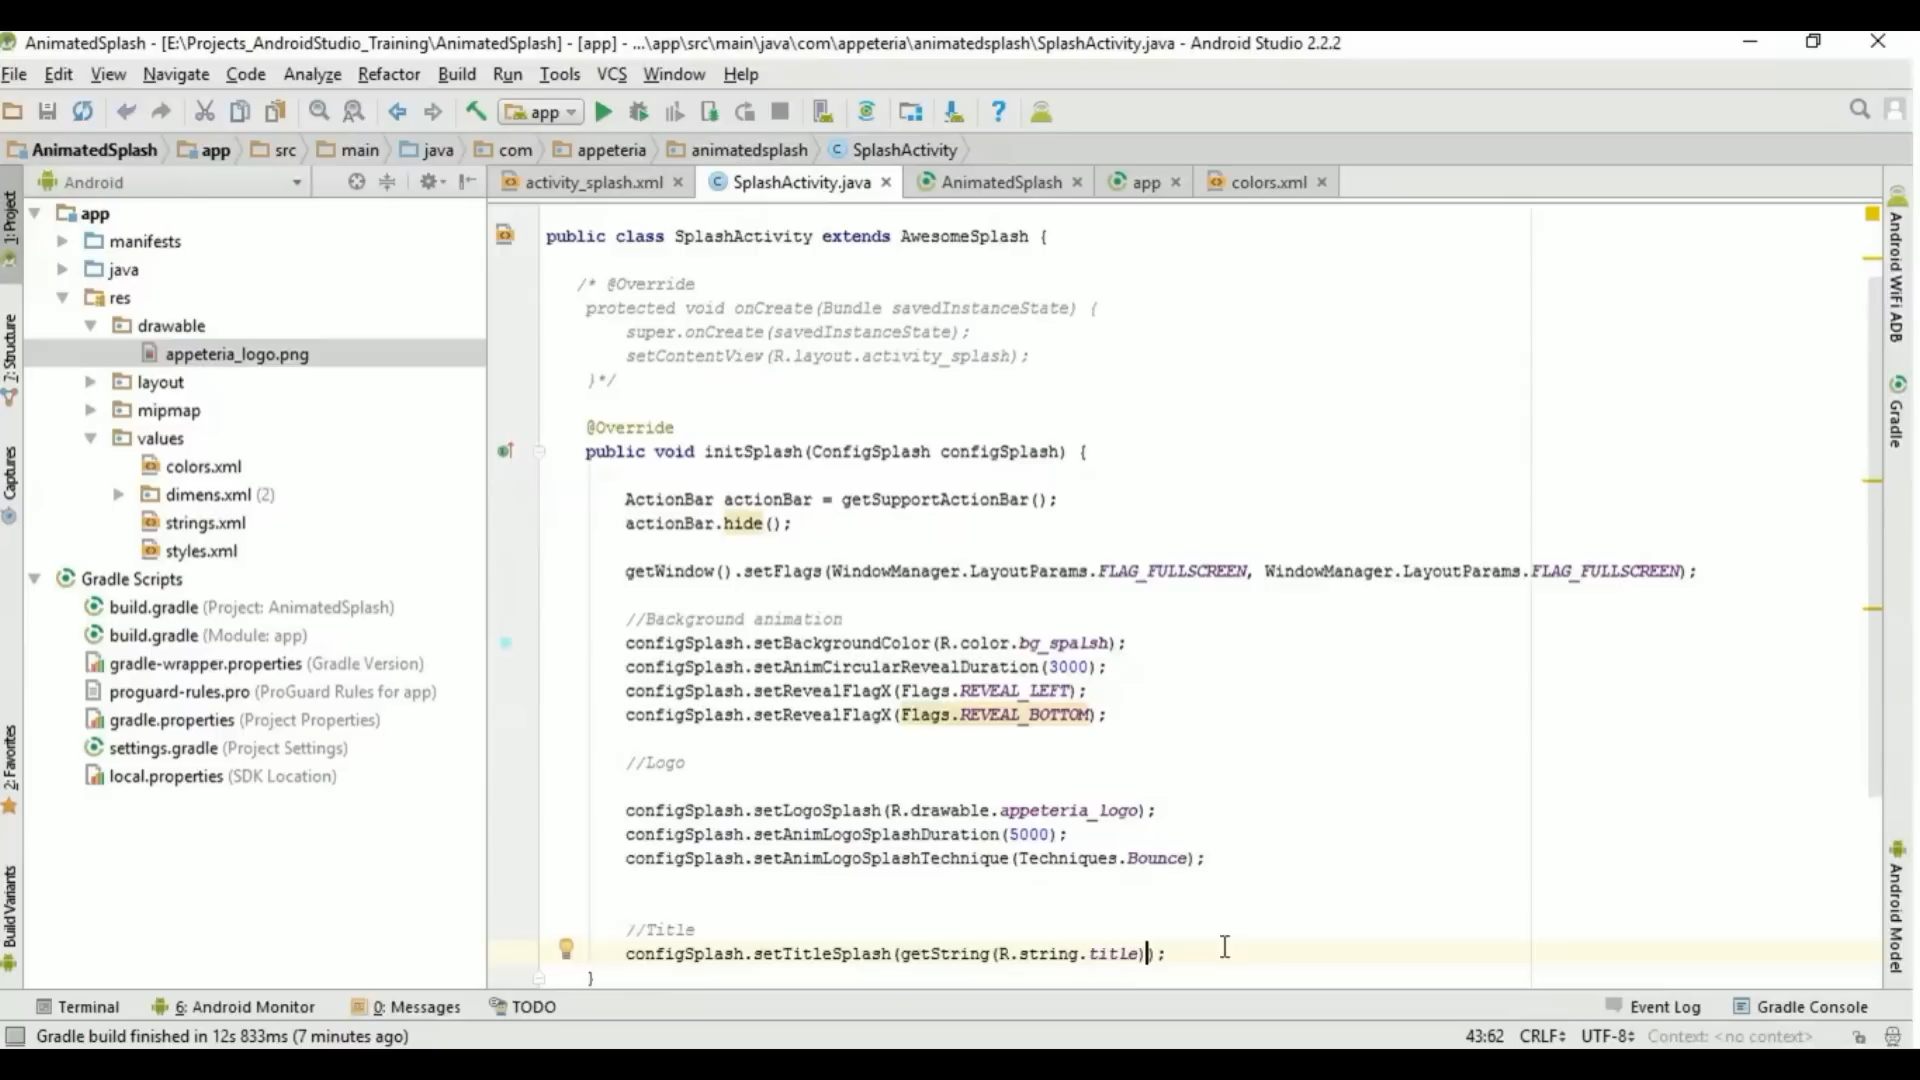 AnimatedSplash - [E:\Projects_AndroidStudio_Training\AnimatedSplash] - [app] - ...\app\src\main\java\com\appeteria\animatedsplash\SplashActivity.java - Android Studio 2.2.2
File Edit View Navigate Code Analyze Refactor Build Run Tools VCS Window Help
app
AnimatedSplash app src main java com appeteria animatedsplash SplashActivity
Android
activity_splash.xml SplashActivity.java AnimatedSplash app colors.xml
1: Project
7: Structure
Captures
2: Favorites
Build Variants
app
manifests
java
res
drawable
appeteria_logo.png
layout
mipmap
values
colors.xml
dimens.xml (2)
strings.xml
styles.xml
Gradle Scripts
build.gradle (Project: AnimatedSplash)
build.gradle (Module: app)
gradle-wrapper.properties (Gradle Version)
proguard-rules.pro (ProGuard Rules for app)
gradle.properties (Project Properties)
settings.gradle (Project Settings)
local.properties (SDK Location)
public class SplashActivity extends AwesomeSplash {
/* @Override
protected void onCreate(Bundle savedInstanceState) {
super.onCreate(savedInstanceState);
setContentView(R.layout.activity_splash);
}*/
@Override
public void initSplash(ConfigSplash configSplash) {
ActionBar actionBar = getSupportActionBar();
actionBar.hide();
getWindow().setFlags(WindowManager.LayoutParams.FLAG_FULLSCREEN, WindowManager.LayoutParams.FLAG_FULLSCREEN);
//Background animation
configSplash.setBackgroundColor(R.color.bg_spalsh);
configSplash.setAnimCircularRevealDuration(3000);
configSplash.setRevealFlagX(Flags.REVEAL_LEFT);
configSplash.setRevealFlagX(Flags.REVEAL_BOTTOM);
//Logo
configSplash.setLogoSplash(R.drawable.appeteria_logo);
configSplash.setAnimLogoSplashDuration(5000);
configSplash.setAnimLogoSplashTechnique(Techniques.Bounce);
//Title
configSplash.setTitleSplash(getString(R.string.title));
}
Android WiFi ADB
Gradle
Android Model
Terminal 6: Android Monitor 0: Messages TODO Event Log Gradle Console
Gradle build finished in 12s 833ms (7 minutes ago) 43:62 CRLF UTF-8 Context: <no context>